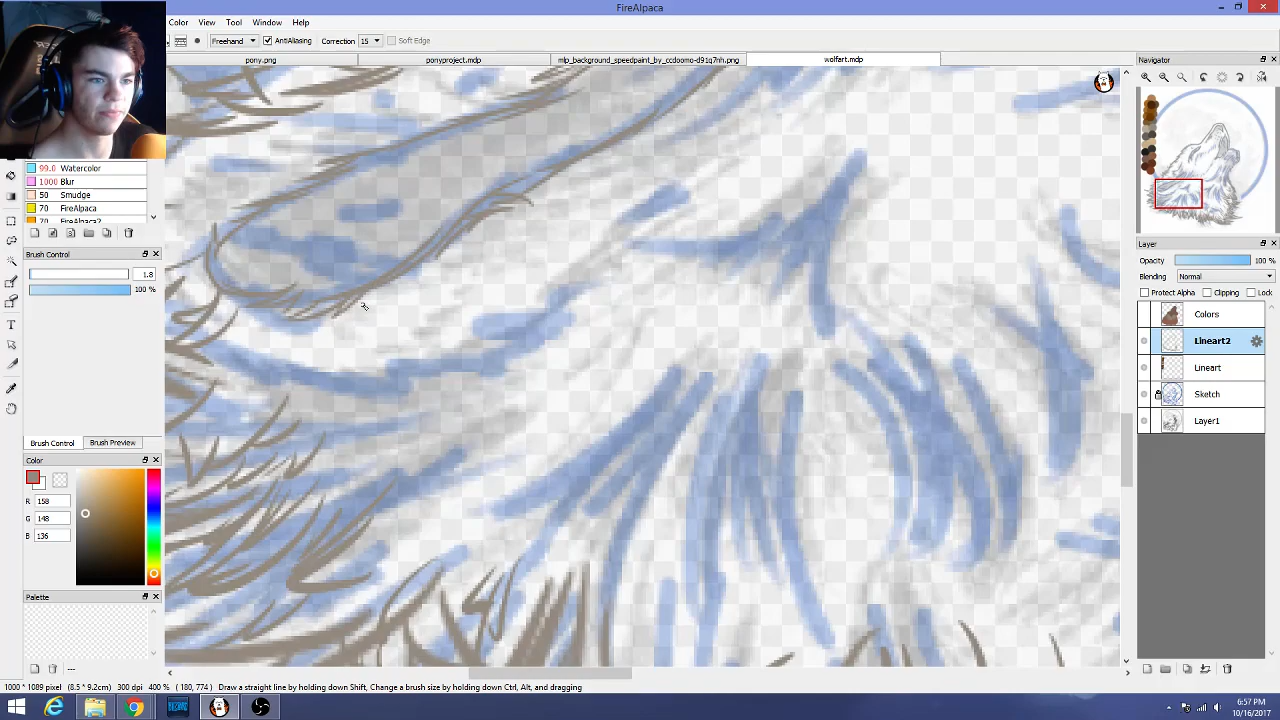 FireAlpaca
Color View Tools Window Help
Freehand AntiAliasing Correction 15 Soft Edge
pony.png ponyproject.mdp mlp_background_speedpaint_by_ccdoomo-d91q7nh.png wolfart.mdp
Navigator
99.0 Watercolor
1000 Blur
50 Smudge
70 FireAlpaca
70 FireAlpaca2
Brush Control
1.8
100 %
Brush Control Brush Preview
Color
R 158
G 148
B 136
Palette
---
Layer
Opacity 100 %
Blending Normal
Protect Alpha Clipping Lock
Colors
Lineart2
Lineart
Sketch
Layer1
1009 * 1089 pixel (8.5 * 9.2cm) 300 dpi 400 % (180, 774) Draw a straight line by holding down Shift, Change a brush size by holding down Ctrl, Alt, and dragging
6:57 PM
10/16/2017